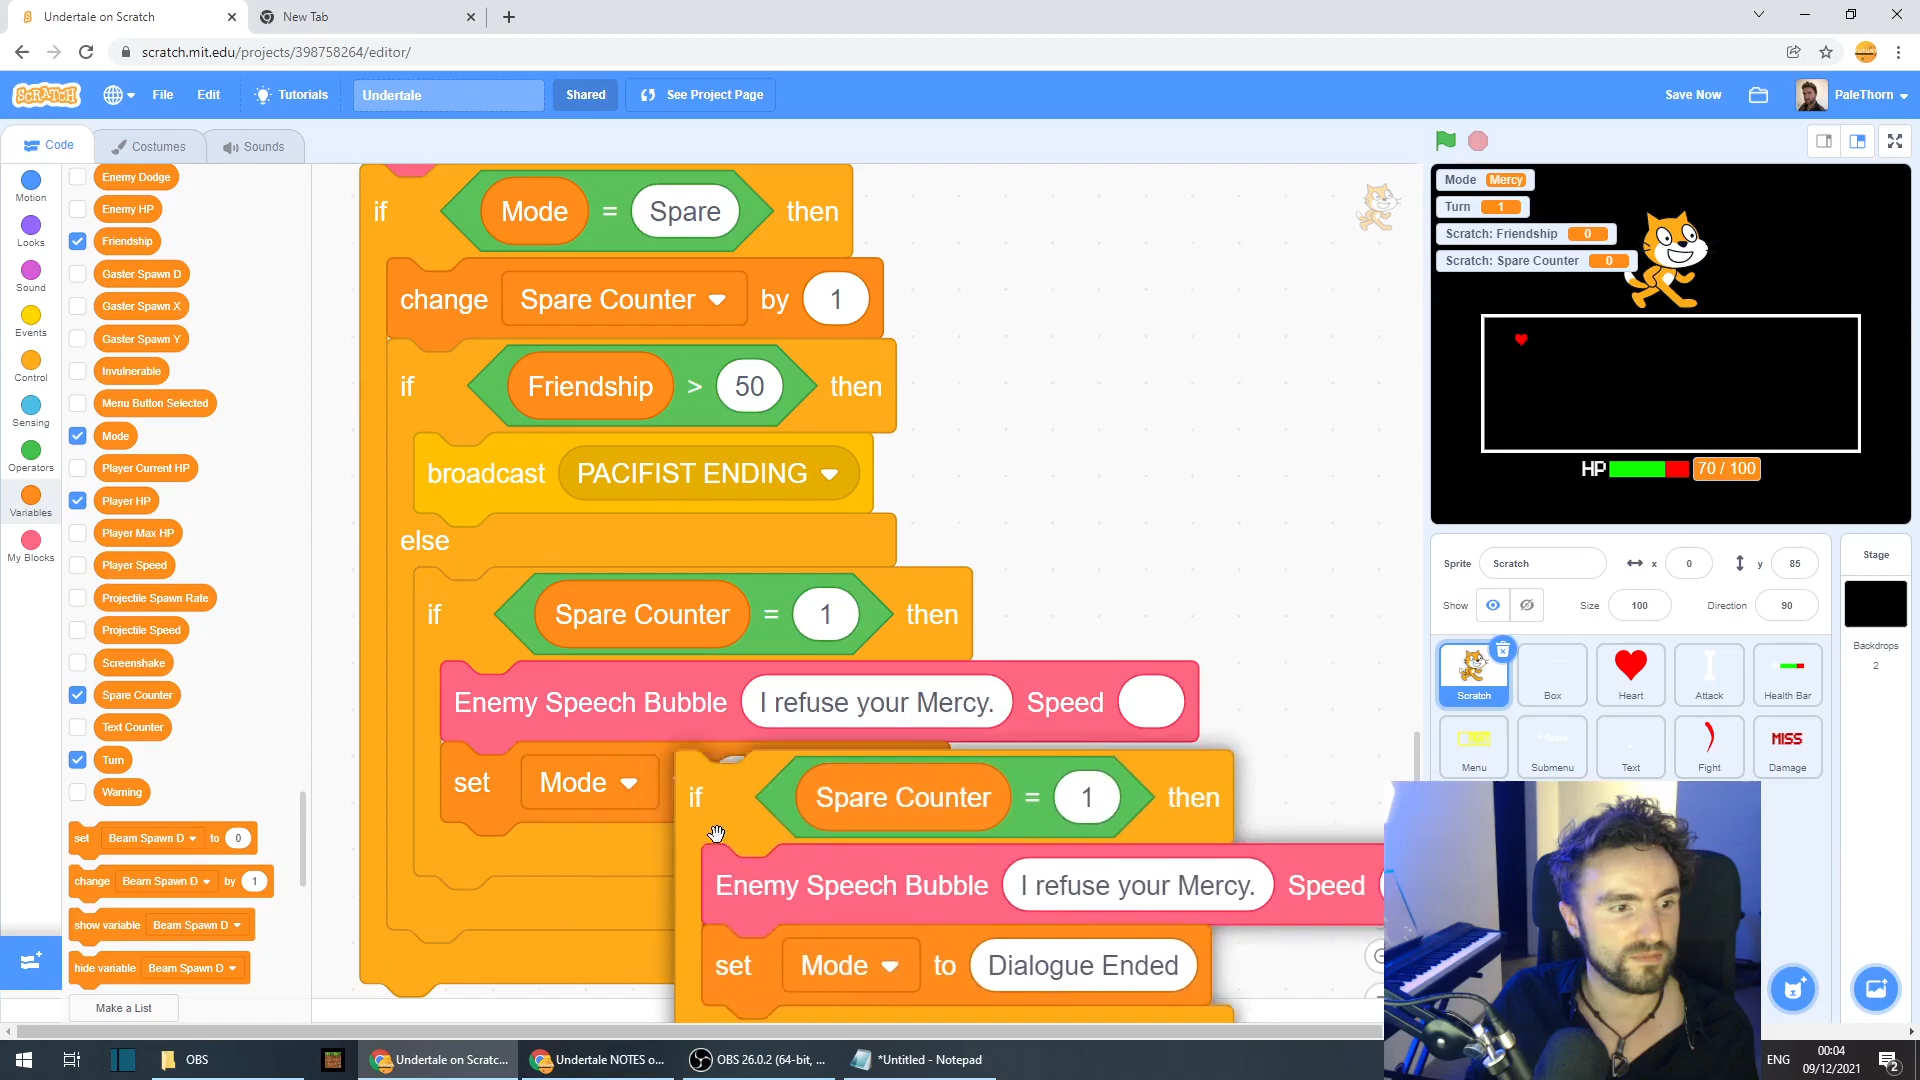 Undertale on Scratch
New Tab
scratch.mit.edu/projects/398758264/editor/
SCRATCH
File
Edit
Tutorials
Undertale
Shared
See Project Page
Save Now
PaleThorn
Code
Costumes
Sounds
Motion
Looks
Sound
Events
Control
Sensing
Operators
Variables
My Blocks
Enemy Dodge
Enemy HP
Friendship
Gaster Spawn D
Gaster Spawn X
Gaster Spawn Y
Invulnerable
Menu Button Selected
Mode
Player Current HP
Player HP
Player Max HP
Player Speed
Projectile Spawn Rate
Projectile Speed
Screenshake
Spare Counter
Text Counter
Turn
Warning
set Beam Spawn D to 0
change Beam Spawn D by 1
show variable Beam Spawn D
hide variable Beam Spawn D
Make a List
if Mode = Spare then
change Spare Counter by 1
if Friendship > 50 then
broadcast PACIFIST ENDING
else
if Spare Counter = 1 then
Enemy Speech Bubble I refuse your Mercy. Speed
set Mode
if Spare Counter = 1 then
Enemy Speech Bubble I refuse your Mercy. Speed
set Mode to Dialogue Ended
Mode Mercy
Turn 1
Scratch: Friendship 0
Scratch: Spare Counter 0
HP 70 / 100
Sprite Scratch x 0 y 85
Show Size 100 Direction 90
Stage
Backdrops
2
Scratch
Box
Heart
Attack
Health Bar
Menu
Submenu
Text
Fight
MISS
Damage
OBS
Undertale on Scratc...
Undertale NOTES o...
OBS 26.0.2 (64-bit, ...
*Untitled - Notepad
ENG
00:04
09/12/2021
2